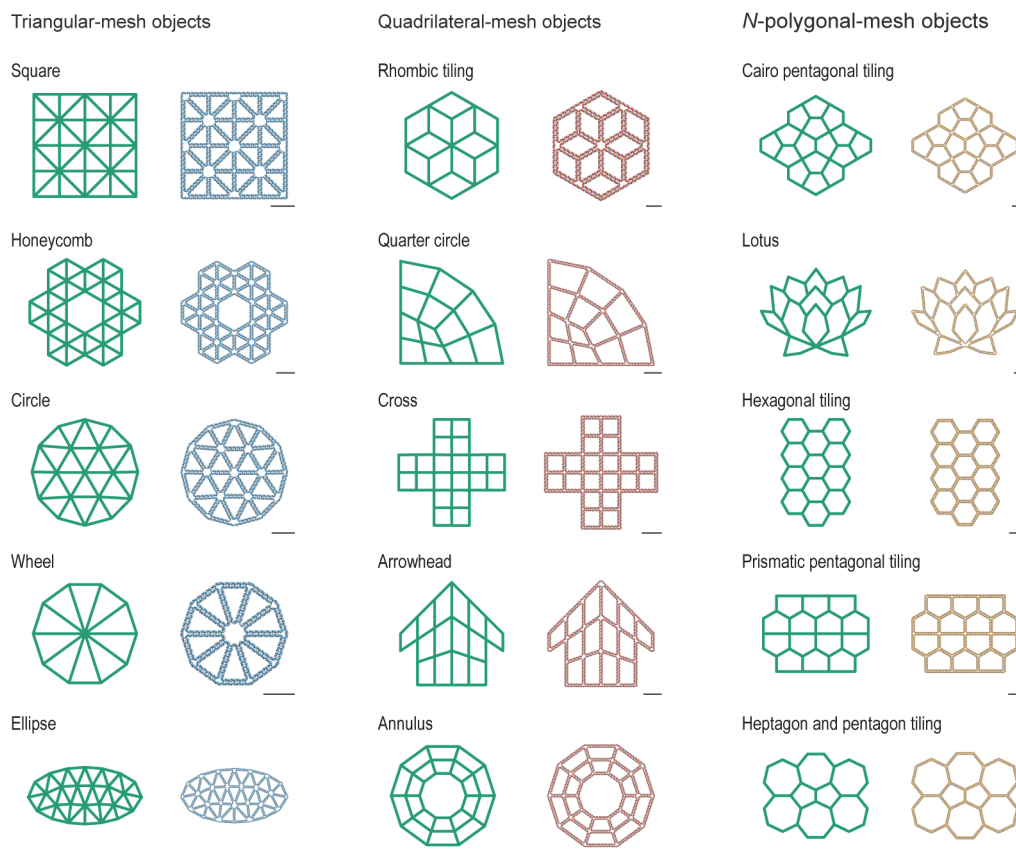 Triangular-mesh objects
Quadrilateral-mesh objects
N-polygonal-mesh objects
Square
Rhombic tiling
Cairo pentagonal tiling
Honeycomb
Quarter circle
Lotus
Circle
Cross
Hexagonal tiling
Wheel
Arrowhead
Prismatic pentagonal tiling
Ellipse
Annulus
Heptagon and pentagon tiling